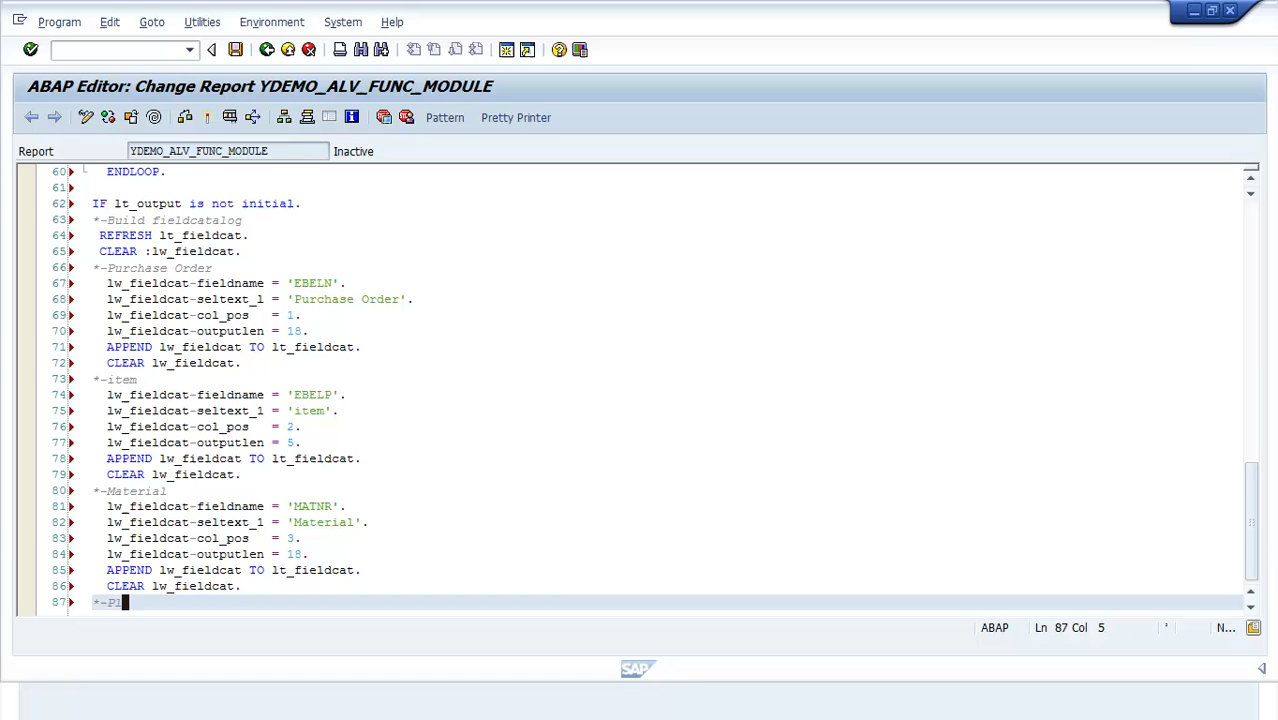 Program Edit Goto Utilities Environment System Help
ABAP Editor: Change Report YDEMO_ALV_FUNC_MODULE
Pattern Pretty Printer
Report YDEMO_ALV_FUNC_MODULE Inactive
60 ENDLOOP.
61
62 IF lt_output is not initial.
63 *-Build fieldcatalog
64 REFRESH lt_fieldcat.
65 CLEAR :lw_fieldcat.
66 *-Purchase Order
67 lw_fieldcat-fieldname = 'EBELN'.
68 lw_fieldcat-seltext_l = 'Purchase Order'.
69 lw_fieldcat-col_pos = 1.
70 lw_fieldcat-outputlen = 18.
71 APPEND lw_fieldcat TO lt_fieldcat.
72 CLEAR lw_fieldcat.
73 *-item
74 lw_fieldcat-fieldname = 'EBELP'.
75 lw_fieldcat-seltext_l = 'item'.
76 lw_fieldcat-col_pos = 2.
77 lw_fieldcat-outputlen = 5.
78 APPEND lw_fieldcat TO lt_fieldcat.
79 CLEAR lw_fieldcat.
80 *-Material
81 lw_fieldcat-fieldname = 'MATNR'.
82 lw_fieldcat-seltext_l = 'Material'.
83 lw_fieldcat-col_pos = 3.
84 lw_fieldcat-outputlen = 18.
85 APPEND lw_fieldcat TO lt_fieldcat.
86 CLEAR lw_fieldcat.
87 *-Pl
ABAP Ln 87 Col 5 N...
SAP